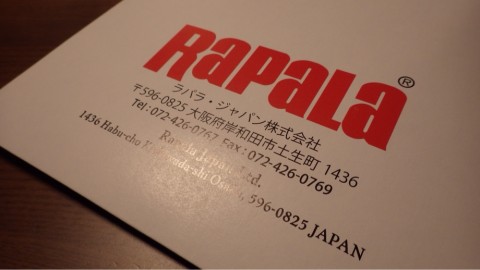 Rapala®
ラパラ・ジャパン株式会社
〒596-0825 大阪府岸和田市土生町 1436
Tel : 072-426-0767 Fax : 072-426-0769
Rapala Japan Ltd.
1436 Habu-cho Osaka, 596-0825 JAPAN